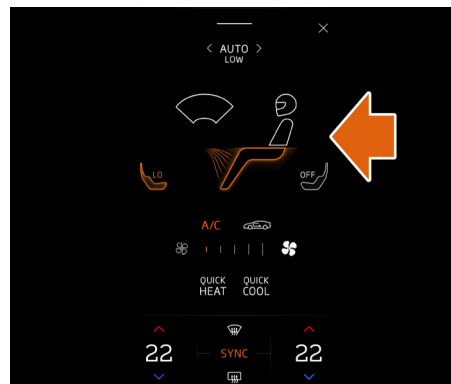 AUTO
LOW
LO
OFF
A/C
QUICK QUICK
HEAT COOL
22 SYNC 22